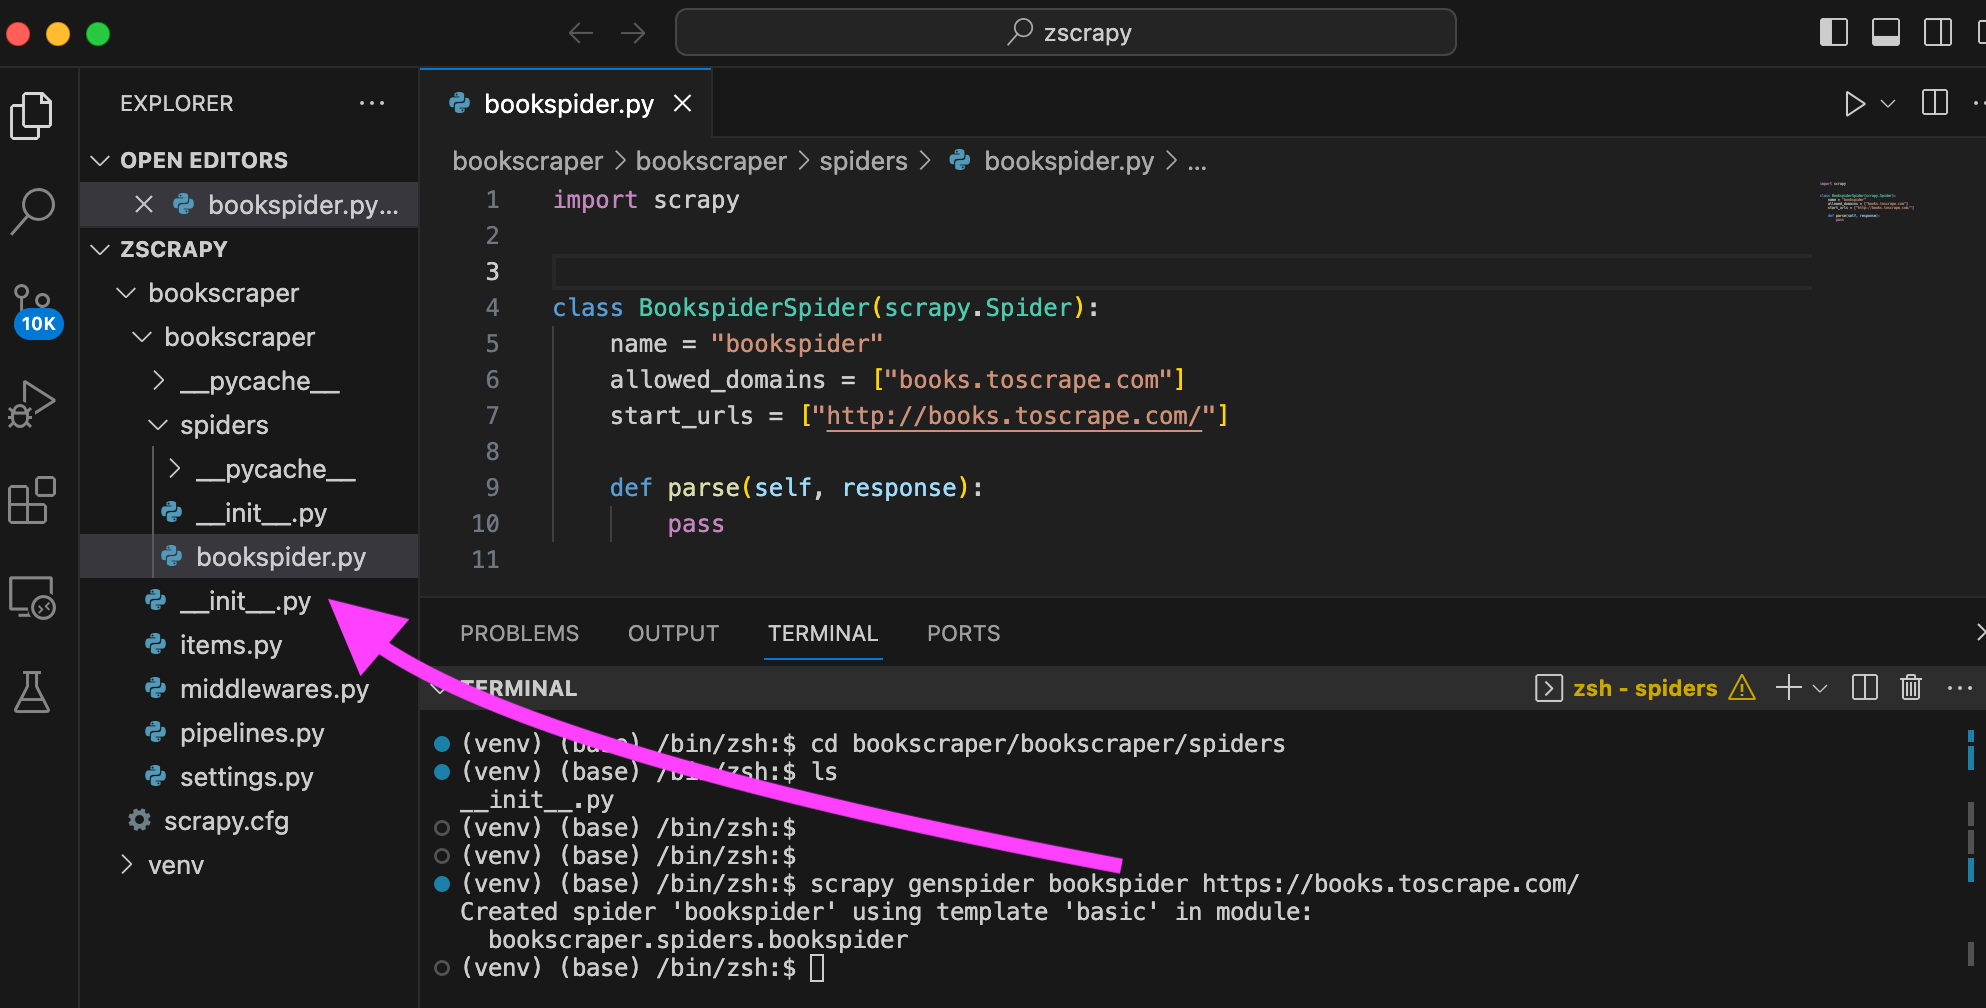 zscrapy
EXPLORER
OPEN EDITORS
bookspider.py...
ZSCRAPY
bookscraper
bookscraper
__pycache__
spiders
__pycache__
__init__.py
bookspider.py
__init__.py
items.py
middlewares.py
pipelines.py
settings.py
scrapy.cfg
venv
10K
bookspider.py
bookscraper > bookscraper > spiders > bookspider.py > ...
1 import scrapy
2
3
4 class BookspiderSpider(scrapy.Spider):
5 name = "bookspider"
6 allowed_domains = ["books.toscrape.com"]
7 start_urls = ["http://books.toscrape.com/"]
8
9 def parse(self, response):
10 pass
11
PROBLEMS OUTPUT TERMINAL PORTS
TERMINAL
zsh - spiders
(venv) (base) /bin/zsh:$ cd bookscraper/bookscraper/spiders
(venv) (base) /bin/zsh:$ ls
__init__.py
(venv) (base) /bin/zsh:$
(venv) (base) /bin/zsh:$
(venv) (base) /bin/zsh:$ scrapy genspider bookspider https://books.toscrape.com/
Created spider 'bookspider' using template 'basic' in module:
bookscraper.spiders.bookspider
(venv) (base) /bin/zsh:$